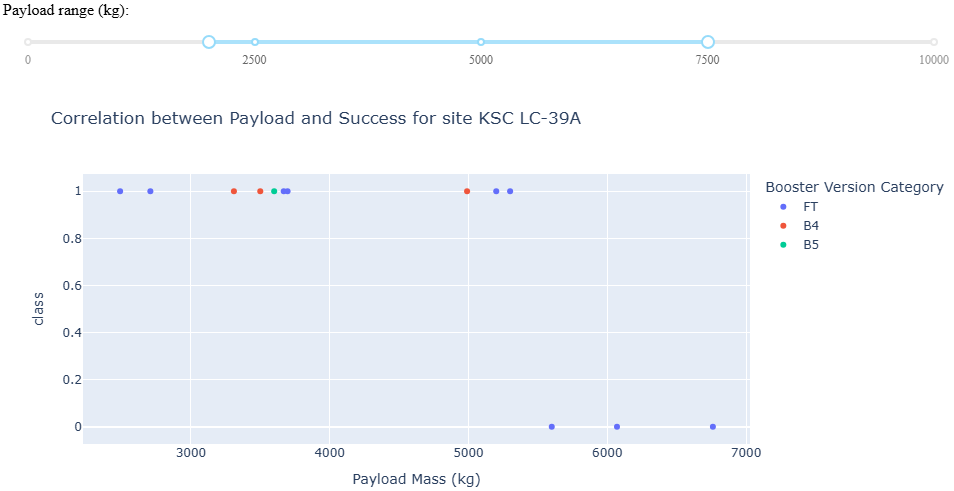 Payload range (kg):
0 2500 5000 7500 10000
Correlation between Payload and Success for site KSC LC-39A
1
0.8
0.6
0.4
0.2
0
class
3000 4000 5000 6000 7000
Payload Mass (kg)
Booster Version Category
FT
B4
B5